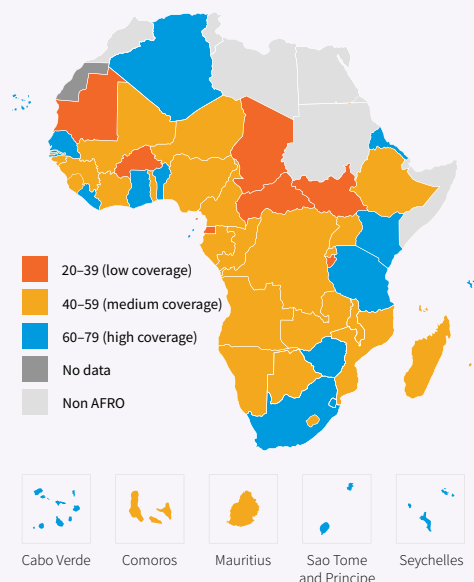 20–39 (low coverage)
40–59 (medium coverage)
60–79 (high coverage)
No data
Non AFRO
Cabo Verde
Comoros
Mauritius
Sao Tome
and Principe
Seychelles